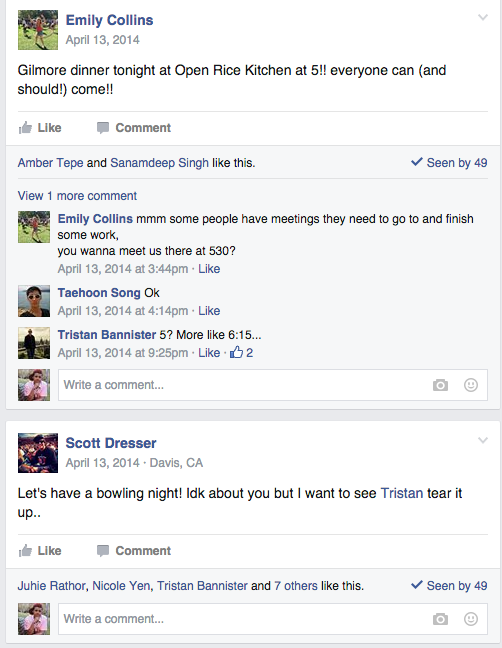 Emily Collins
April 13, 2014
Gilmore dinner tonight at Open Rice Kitchen at 5!! everyone can (and
should!) come!!
Like Comment
Amber Tepe and Sanamdeep Singh like this. Seen by 49
View 1 more comment
Emily Collins mmm some people have meetings they need to go to and finish
some work,
you wanna meet us there at 530?
April 13, 2014 at 3:44pm · Like
Taehoon Song Ok
April 13, 2014 at 4:14pm · Like
Tristan Bannister 5? More like 6:15...
April 13, 2014 at 9:25pm · Like · 2
Write a comment...
Scott Dresser
April 13, 2014 · Davis, CA
Let's have a bowling night! Idk about you but I want to see Tristan tear it
up..
Like Comment
Juhie Rathor, Nicole Yen, Tristan Bannister and 7 others like this. Seen by 49
Write a comment...